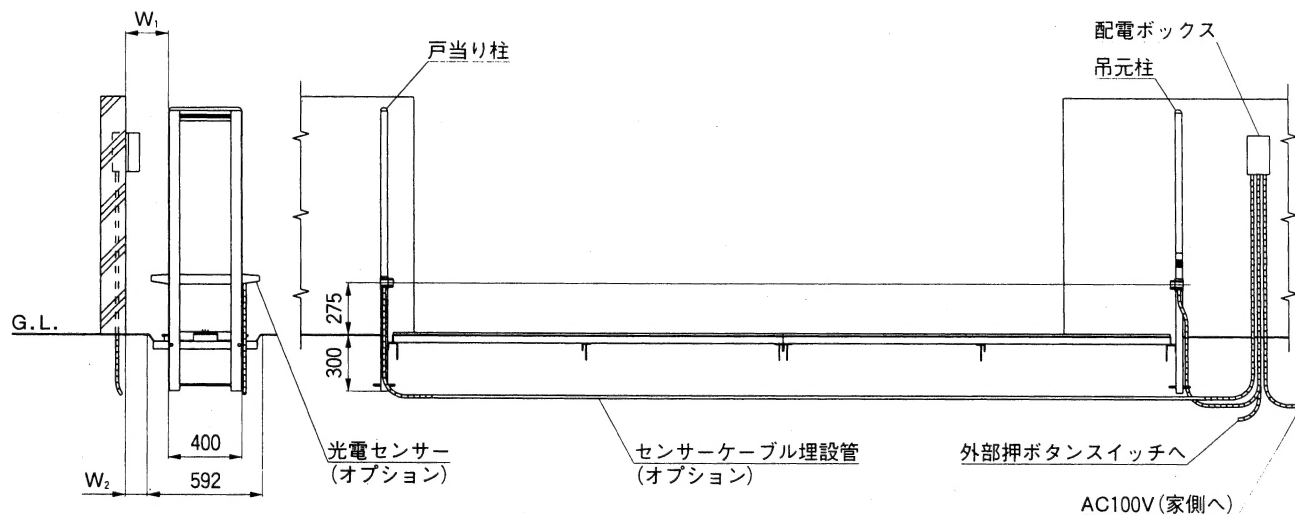 W₁
戸当り柱
配電ボックス
吊元柱
G.L.
275
300
400
592
W₂
光電センサー
(オプション)
センサーケーブル埋設管
(オプション)
外部押ボタンスイッチへ
AC100V(家側へ)